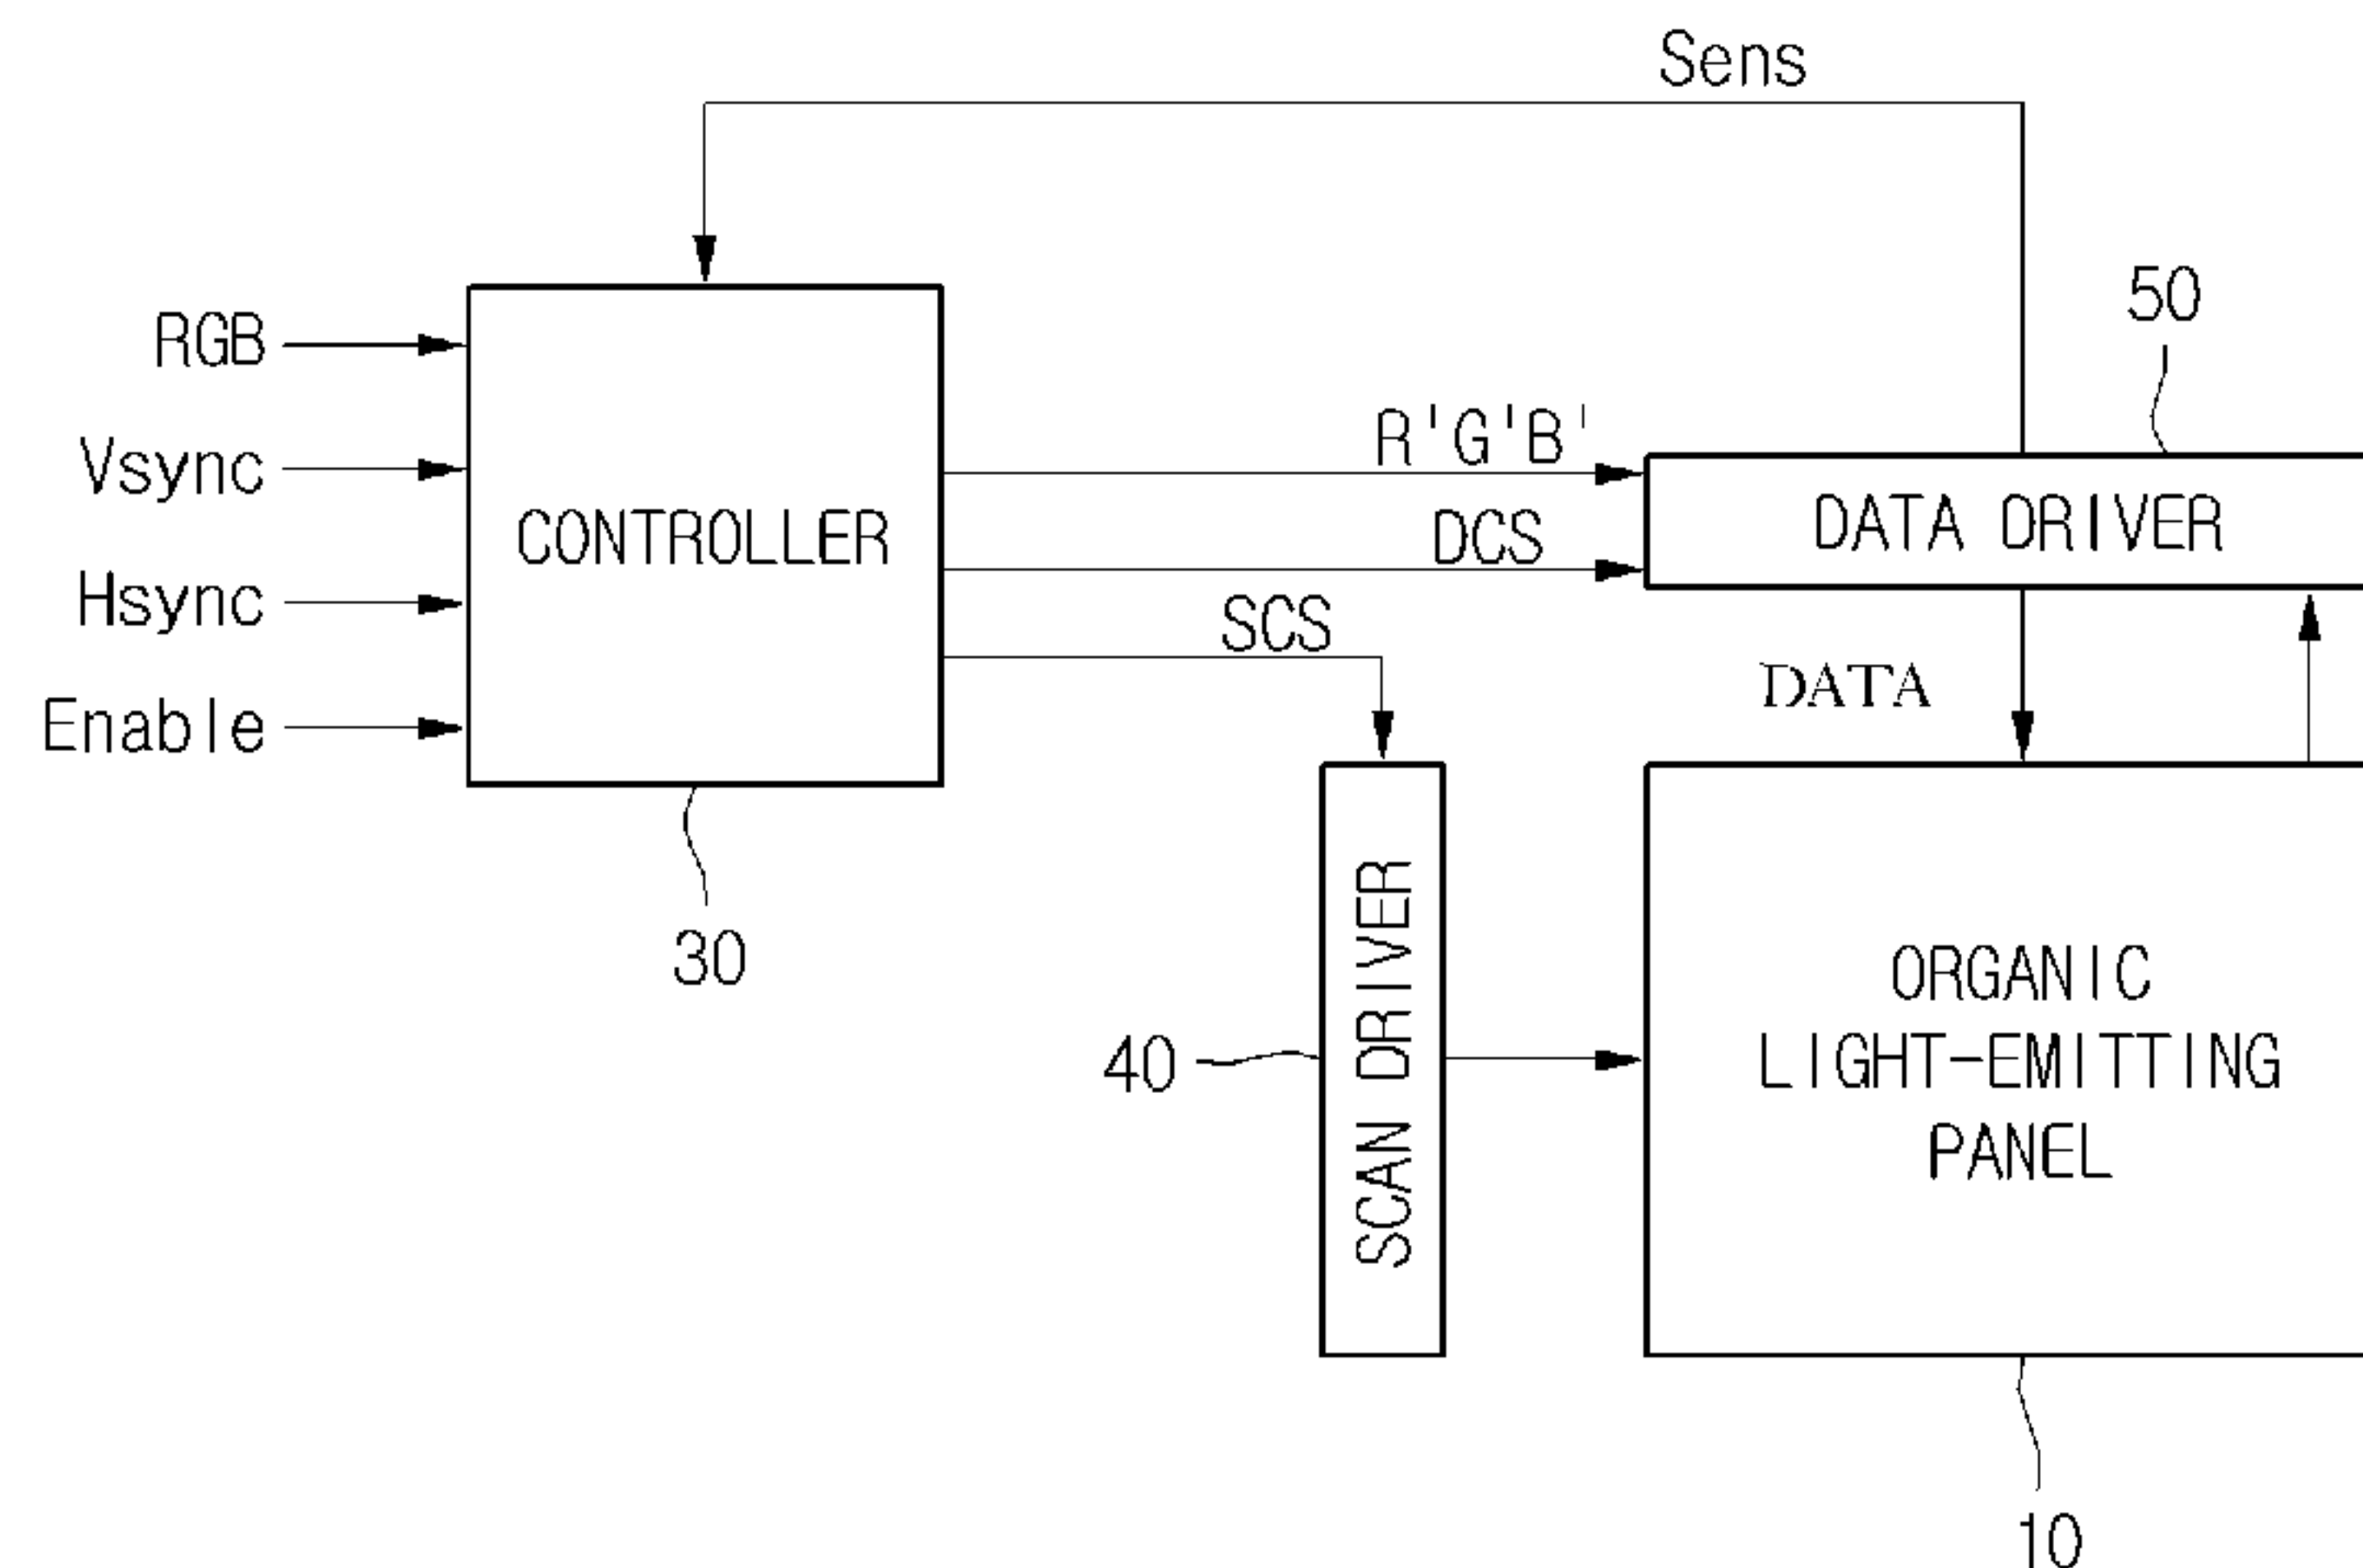 Sens
50
RGB
R'G'B'
Vsync
CONTROLLER
DATA DRIVER
DCS
Hsync
SCS
DATA
Enable
30
SCAN DRIVER
40
ORGANIC
LIGHT-EMITTING
PANEL
10